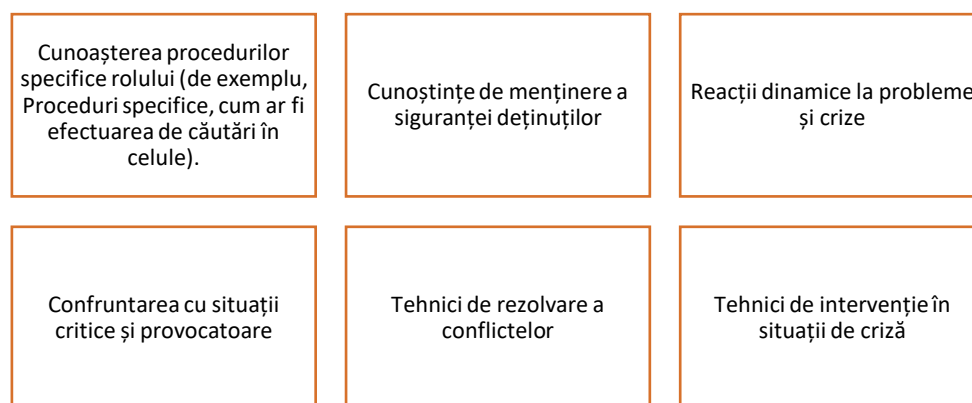 Cunoașterea procedurilor
specifice rolului (de exemplu,
Proceduri specifice, cum ar fi
efectuarea de căutări în
celule).
Cunoștințe de menținere a
siguranței deținuților
Reacții dinamice la probleme
și crize
Confruntarea cu situații
critice și provocatoare
Tehnici de rezolvare a
conflictelor
Tehnici de intervenție în
situații de criză